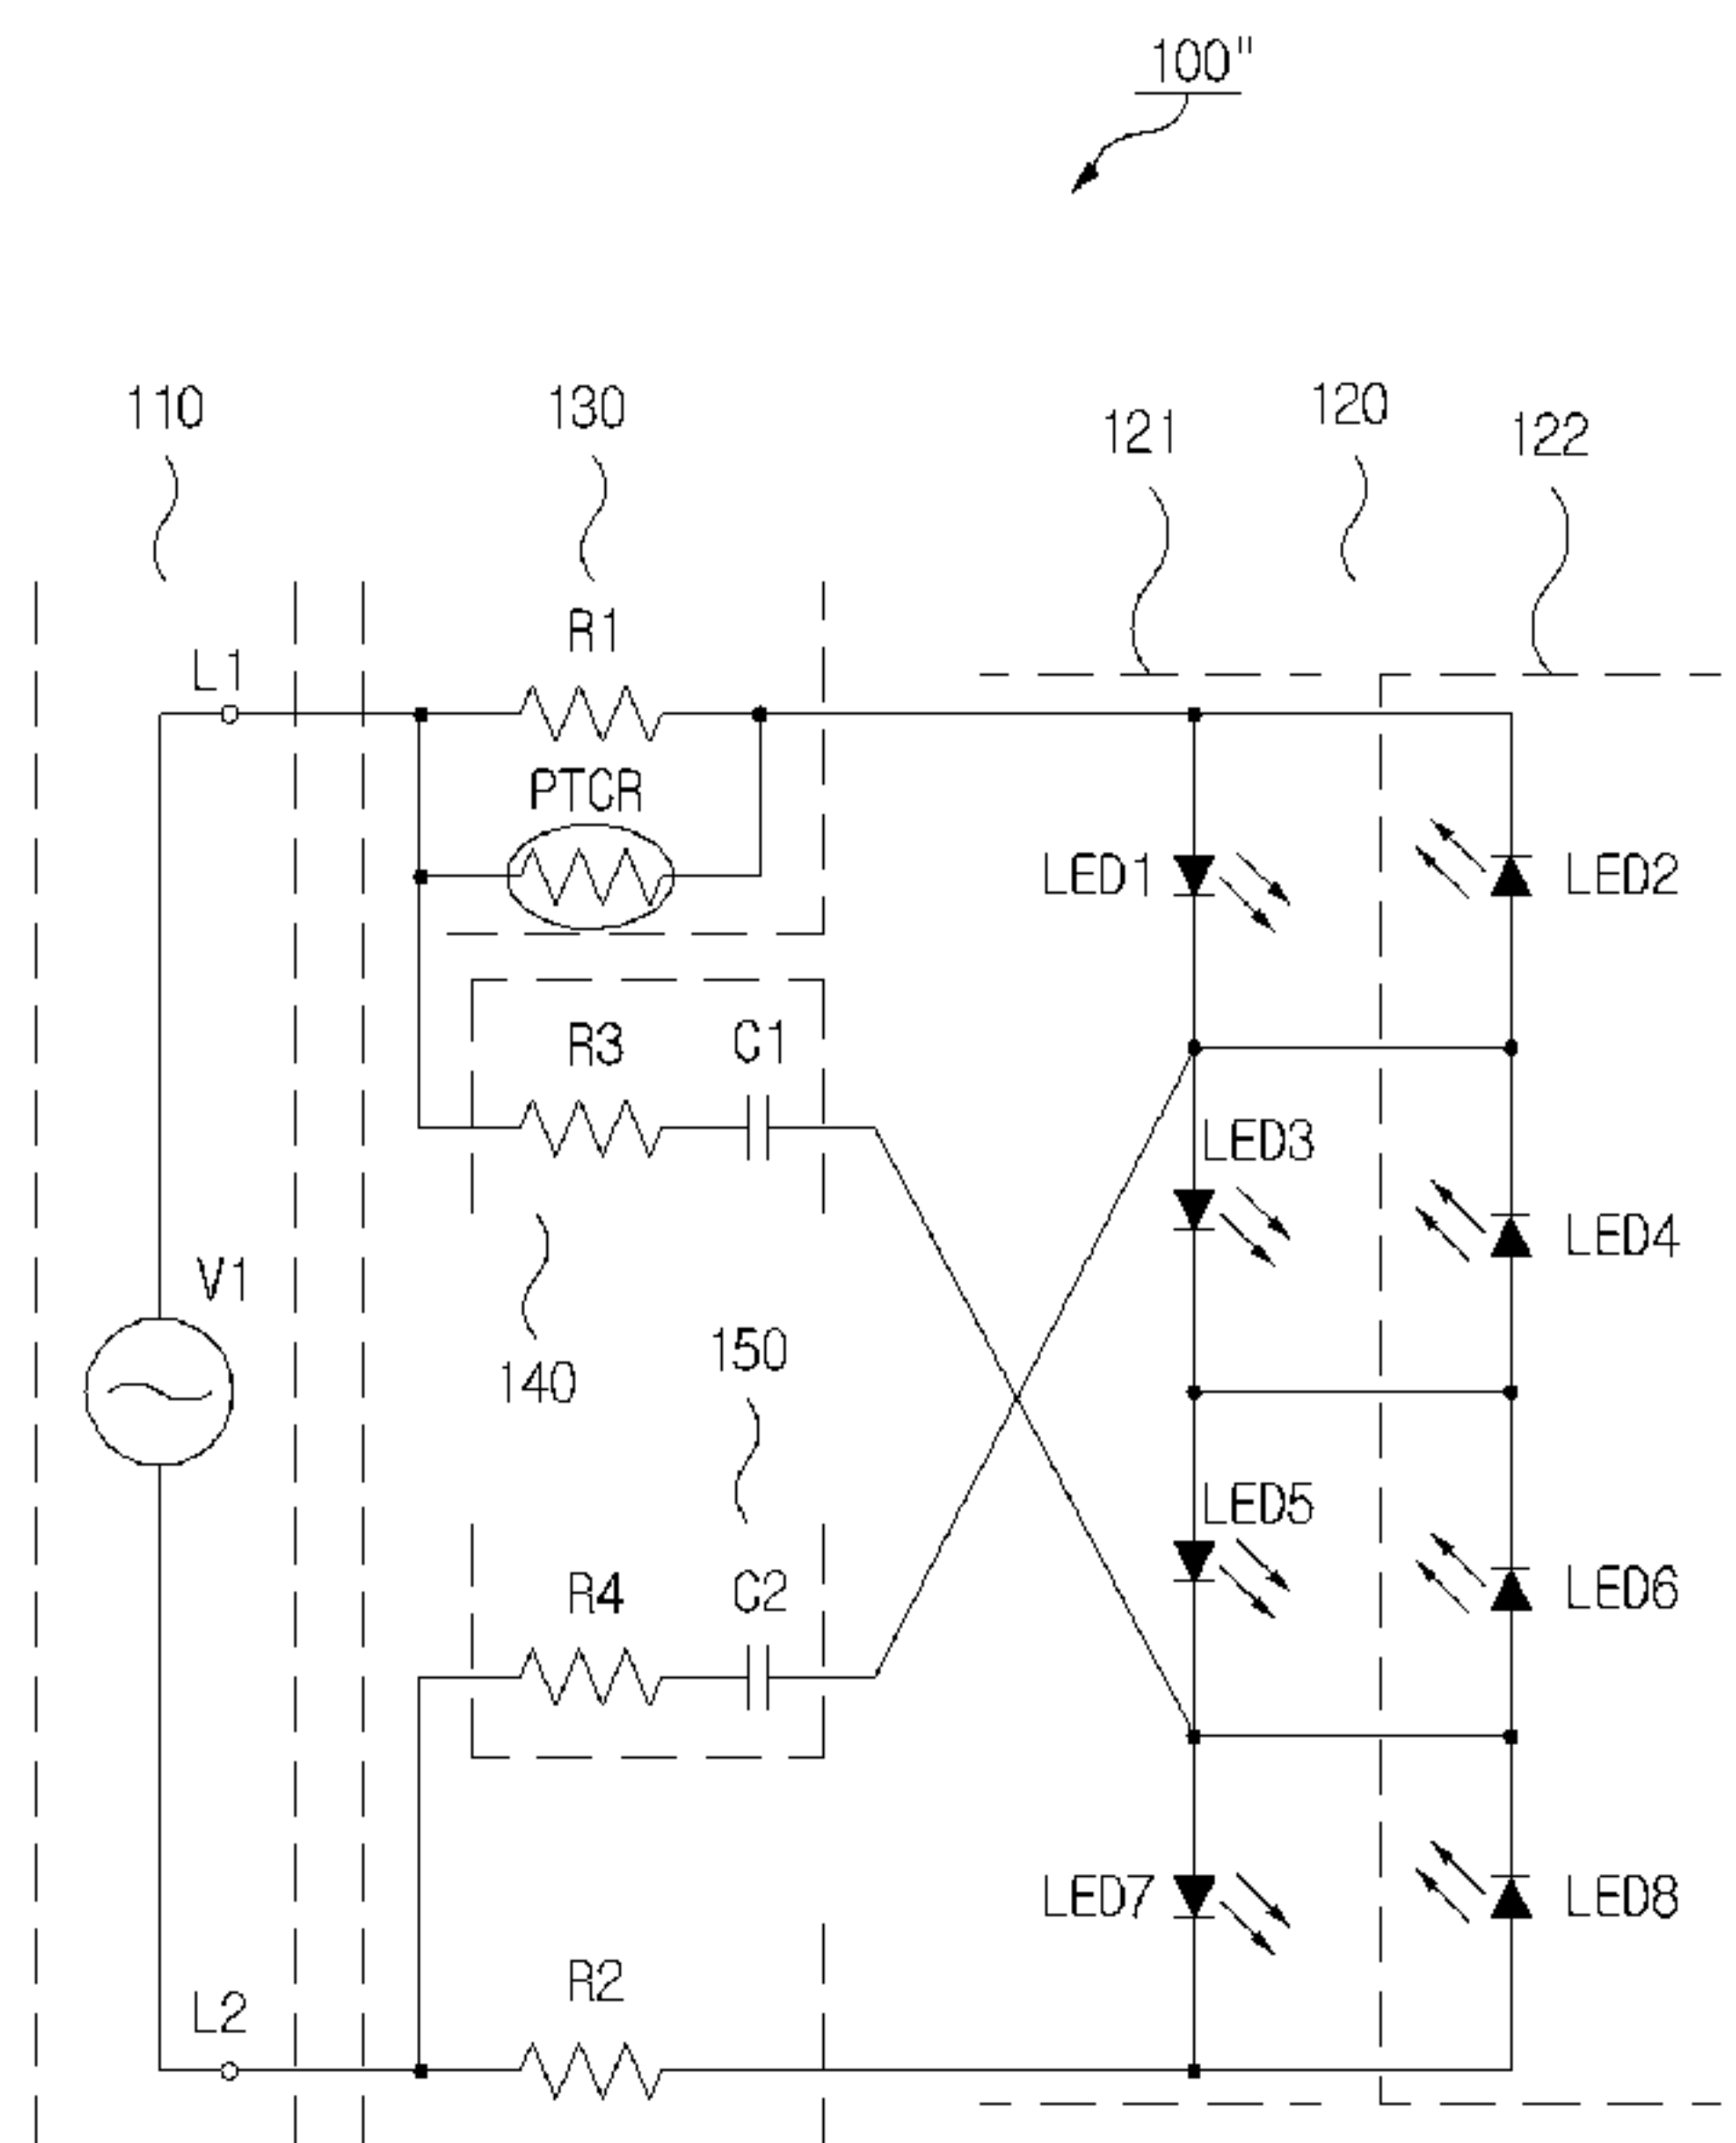 100"
110
130
121
120
122
R1
L1
PTCR
LED1
LED2
R3
C1
LED3
LED4
V1
140
150
LED5
R4
C2
LED6
LED7
LED8
R2
L2